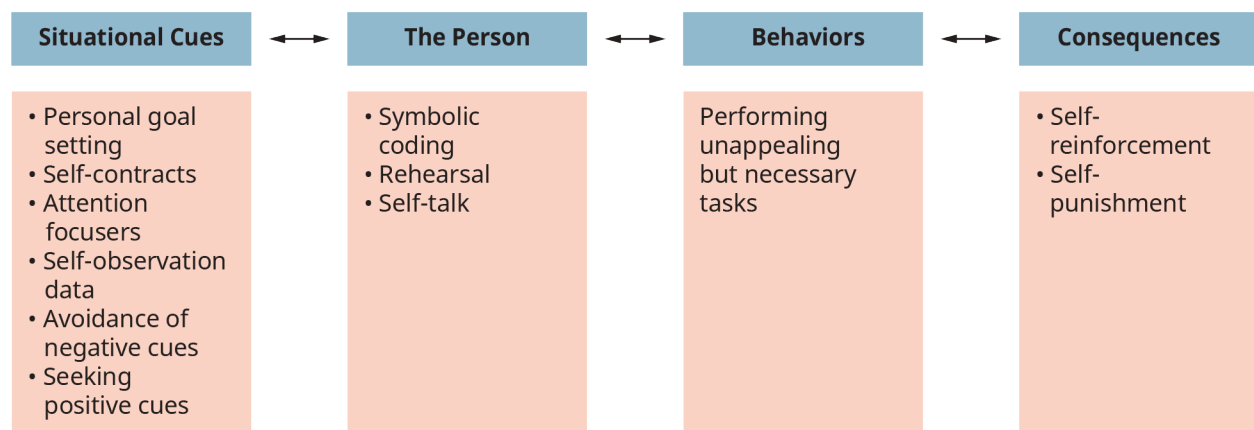 Situational Cues
The Person
Behaviors
Consequences
• Personal goal
setting
• Self-contracts
• Attention
focusers
• Self-observation
data
• Avoidance of
negative cues
• Seeking
positive cues
• Symbolic
coding
• Rehearsal
• Self-talk
Performing
unappealing
but necessary
tasks
• Self-
reinforcement
• Self-
punishment